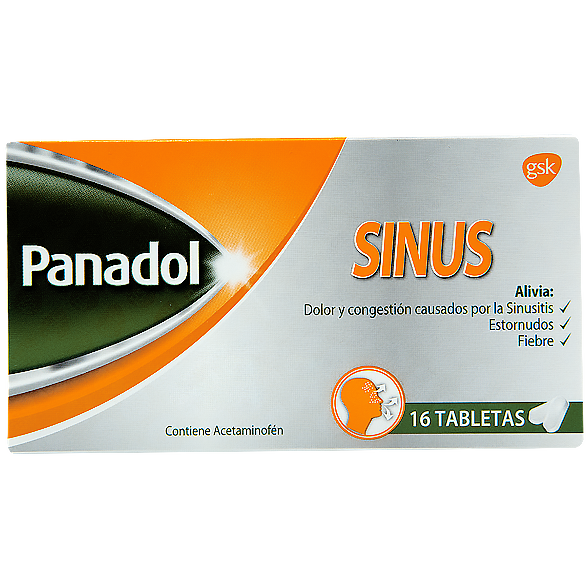 gsk
Panadol
SINUS
Alivia:
Dolor y congestión causados por la Sinusitis ✓
Estornudos ✓
Fiebre ✓
Contiene Acetaminofén
16 TABLETAS